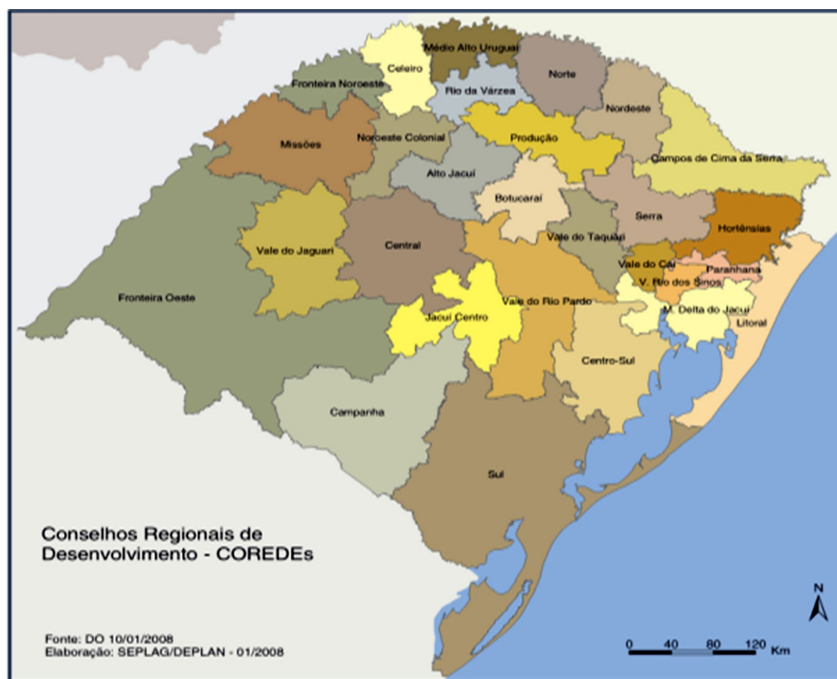 Médio Alto Uruguai
Celeiro
Norte
Fronteira Noroeste
Rio da Várzea
Nordeste
Noroeste Colonial
Produção
Missões
Campos de Cima da Serra
Alto Jacuí
Botucaraí
Serra
Hortênsias
Vale do Taquari
Central
Vale do Jaguari
Vale do Caí
Paranhana
Fronteira Oeste
V. Rio dos Sinos
Vale do Rio Pardo
M. Delta do Jacuí
Jacuí Centro
Litoral
Centro-Sul
Campanha
Sul
Conselhos Regionais de
Desenvolvimento - COREDEs
N
Fonte: DO 10/01/2008
Elaboração: SEPLAG/DEPLAN - 01/2008
0 40 80 120
Km